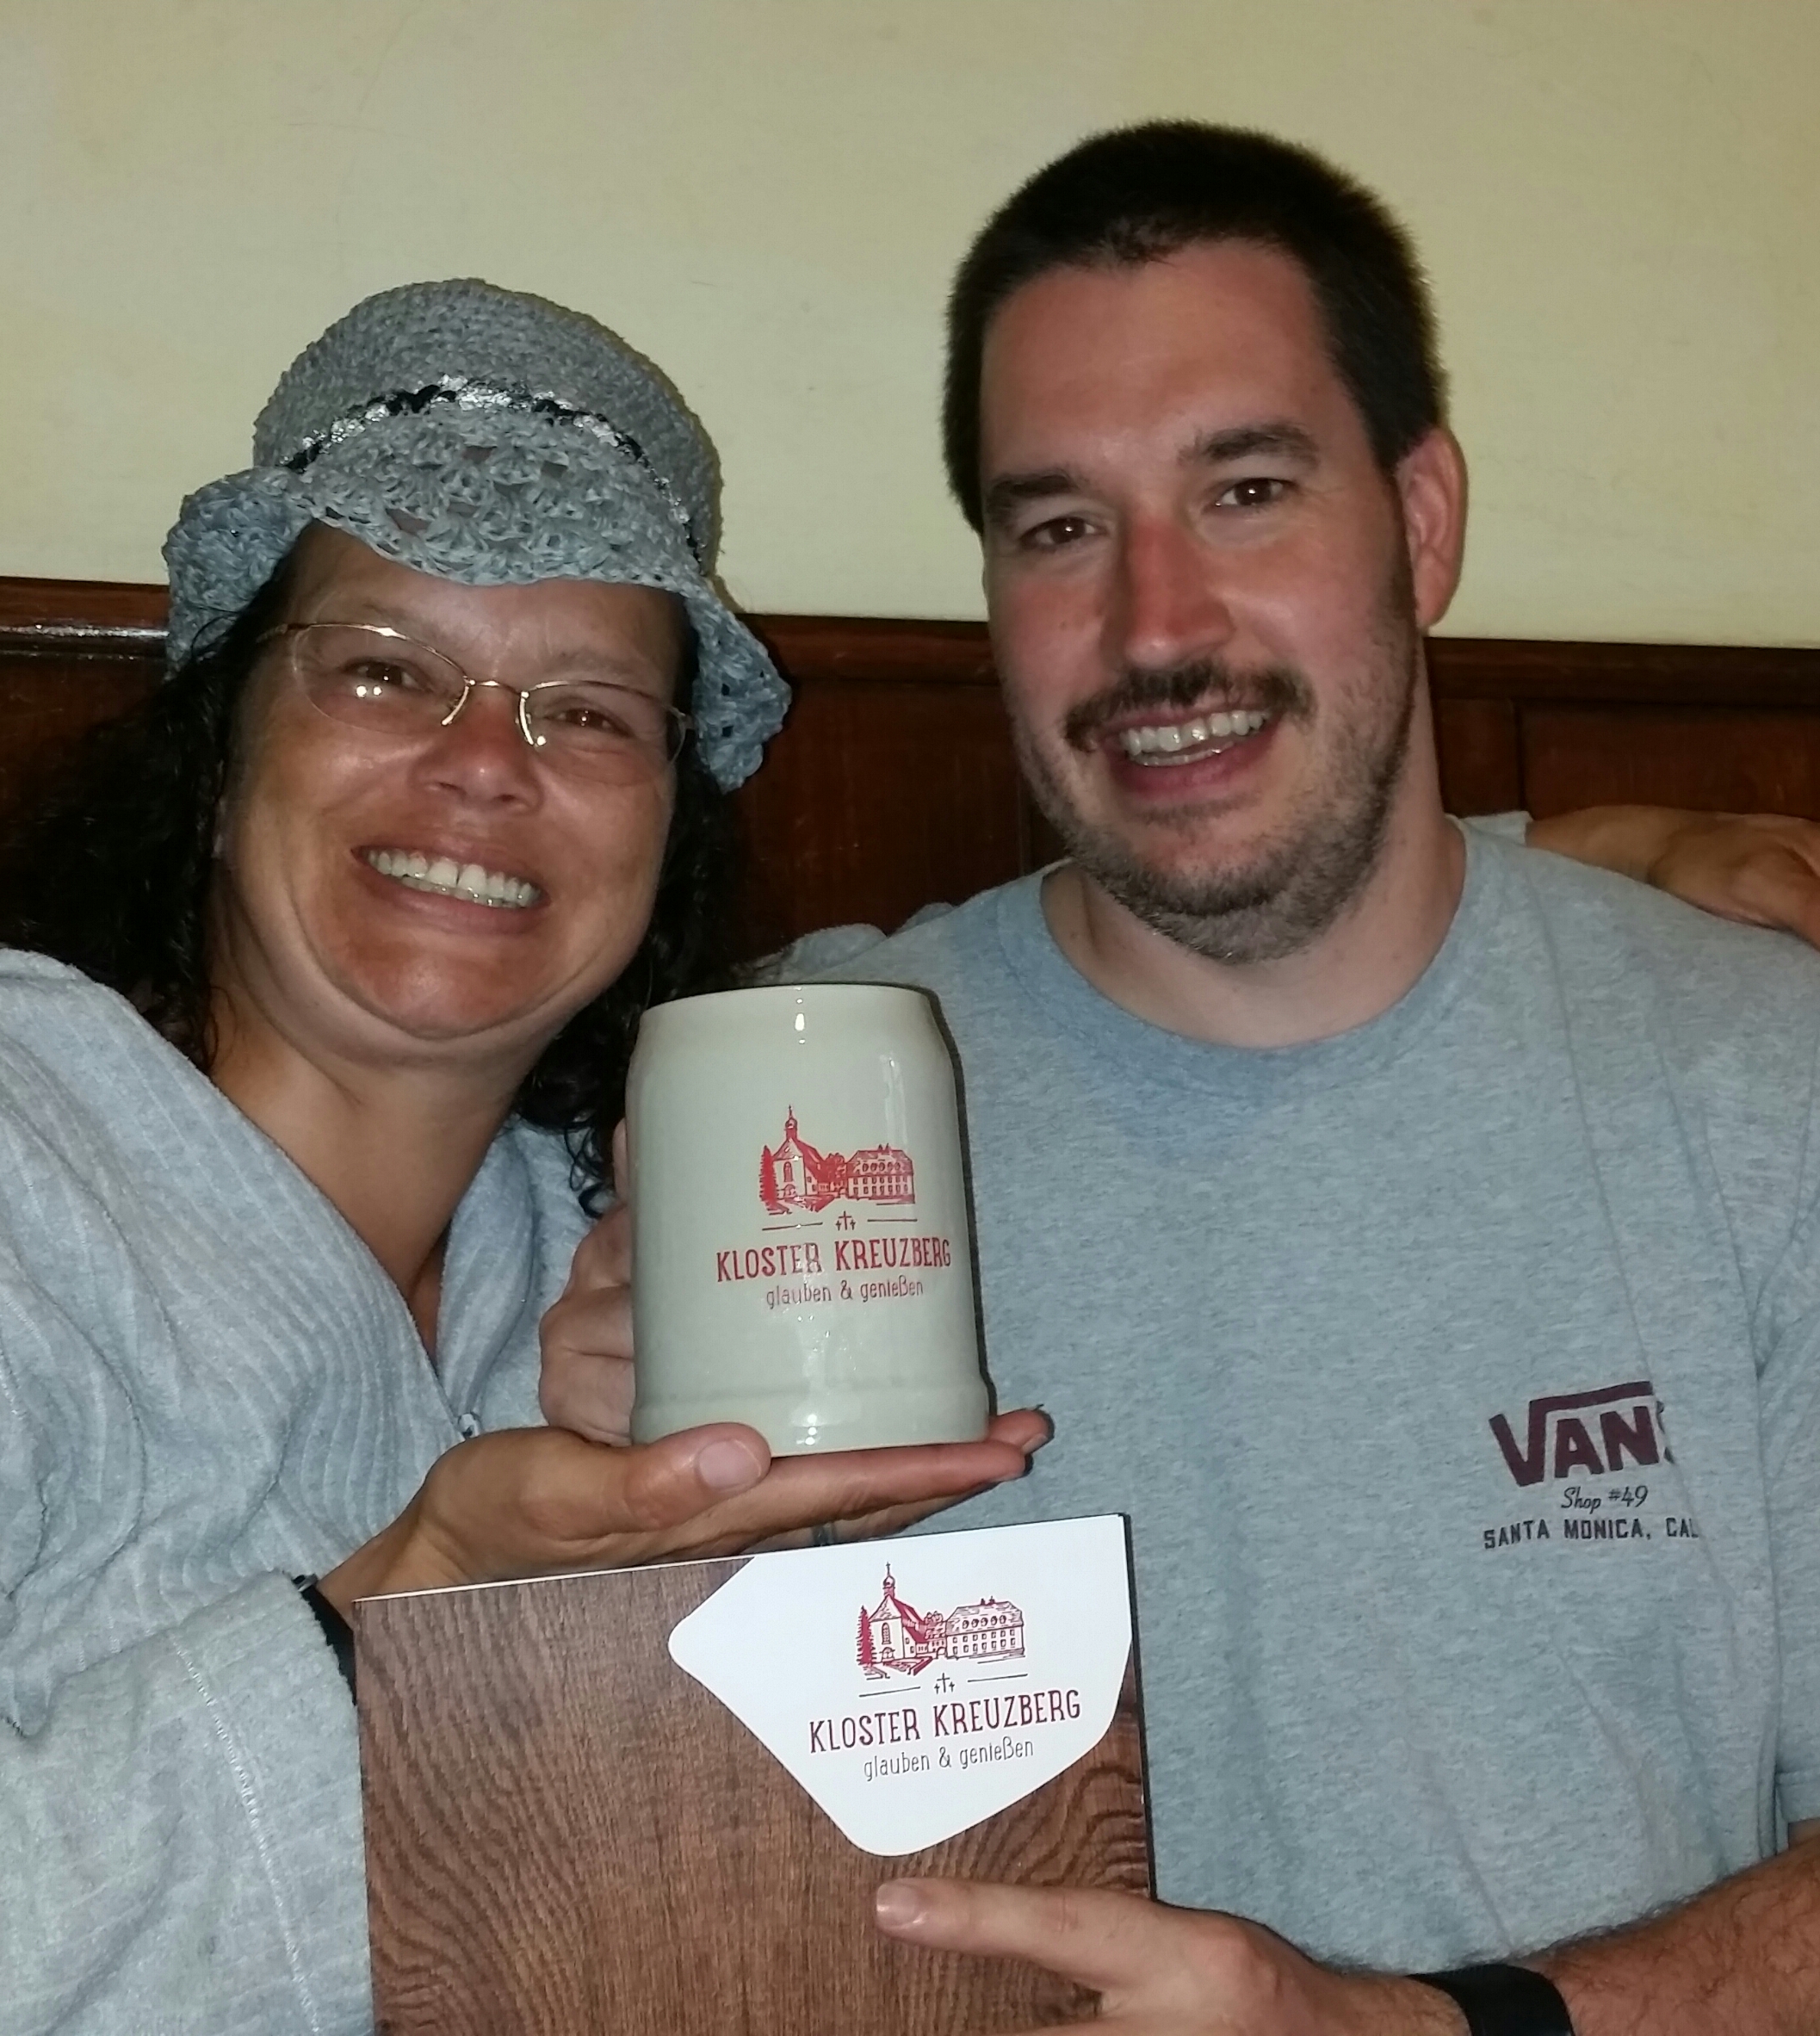 KLOSTER KREUZBERG
glauben & genießen
VANS
Shop #49
SANTA MONICA, CAL
KLOSTER KREUZBERG
glauben & genießen